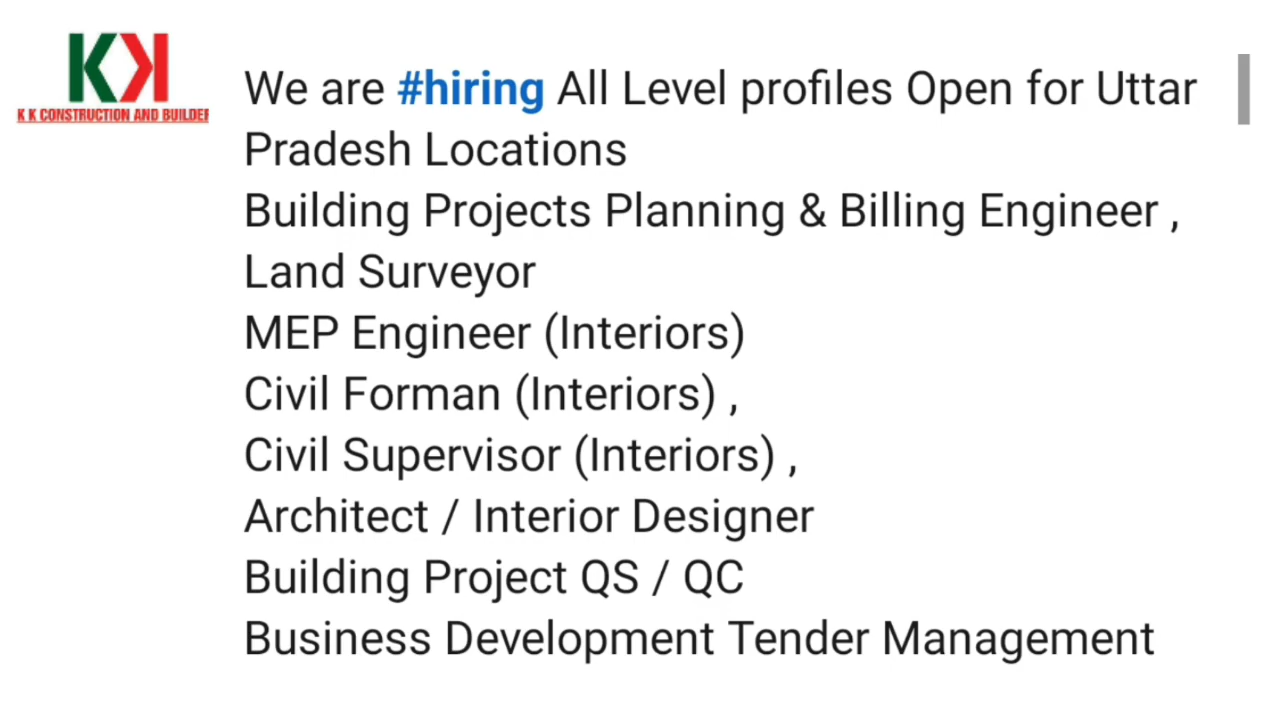 KK
K K CONSTRUCTION AND BUILDER
We are #hiring All Level profiles Open for Uttar
Pradesh Locations
Building Projects Planning & Billing Engineer ,
Land Surveyor
MEP Engineer (Interiors)
Civil Forman (Interiors) ,
Civil Supervisor (Interiors) ,
Architect / Interior Designer
Building Project QS / QC
Business Development Tender Management